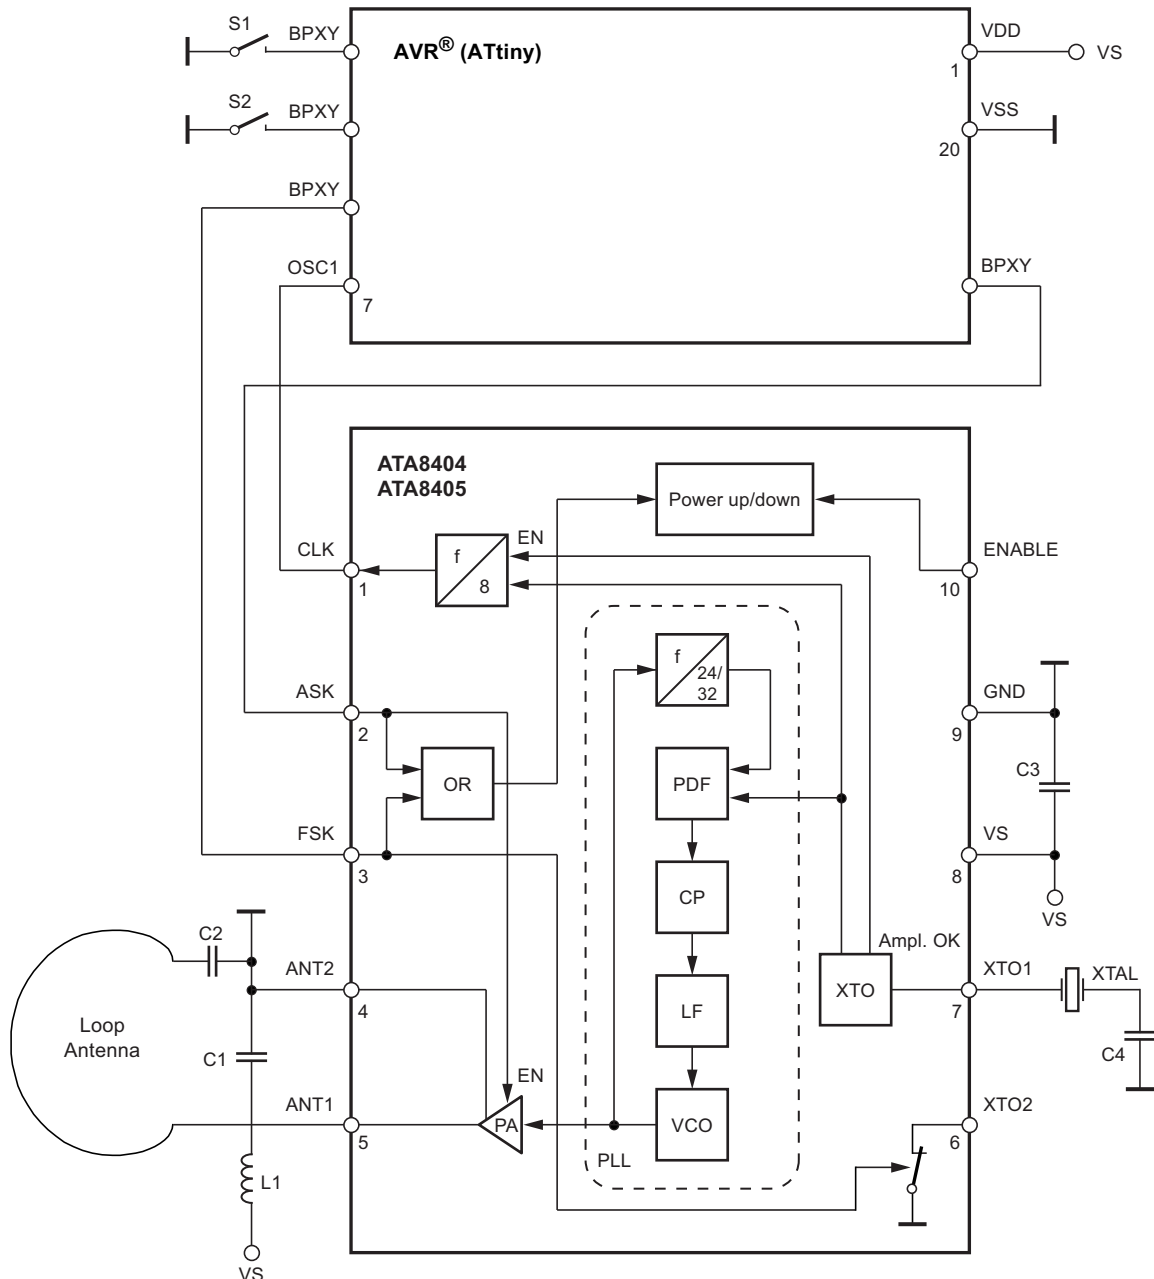 S1
BPXY
AVR® (ATtiny)
VDD
1
VS
S2
BPXY
VSS
20
BPXY
OSC1
7
BPXY
ATA8404
ATA8405
Power up/down
CLK
1
f
8
EN
ENABLE
10
f
24/
32
ASK
2
GND
9
OR
PDF
C3
FSK
3
VS
8
CP
VS
C2
Ampl. OK
ANT2
4
LF
XTO
XTO1
7
XTAL
Loop
Antenna
C1
C4
EN
ANT1
5
PA
VCO
XTO2
6
PLL
L1
VS